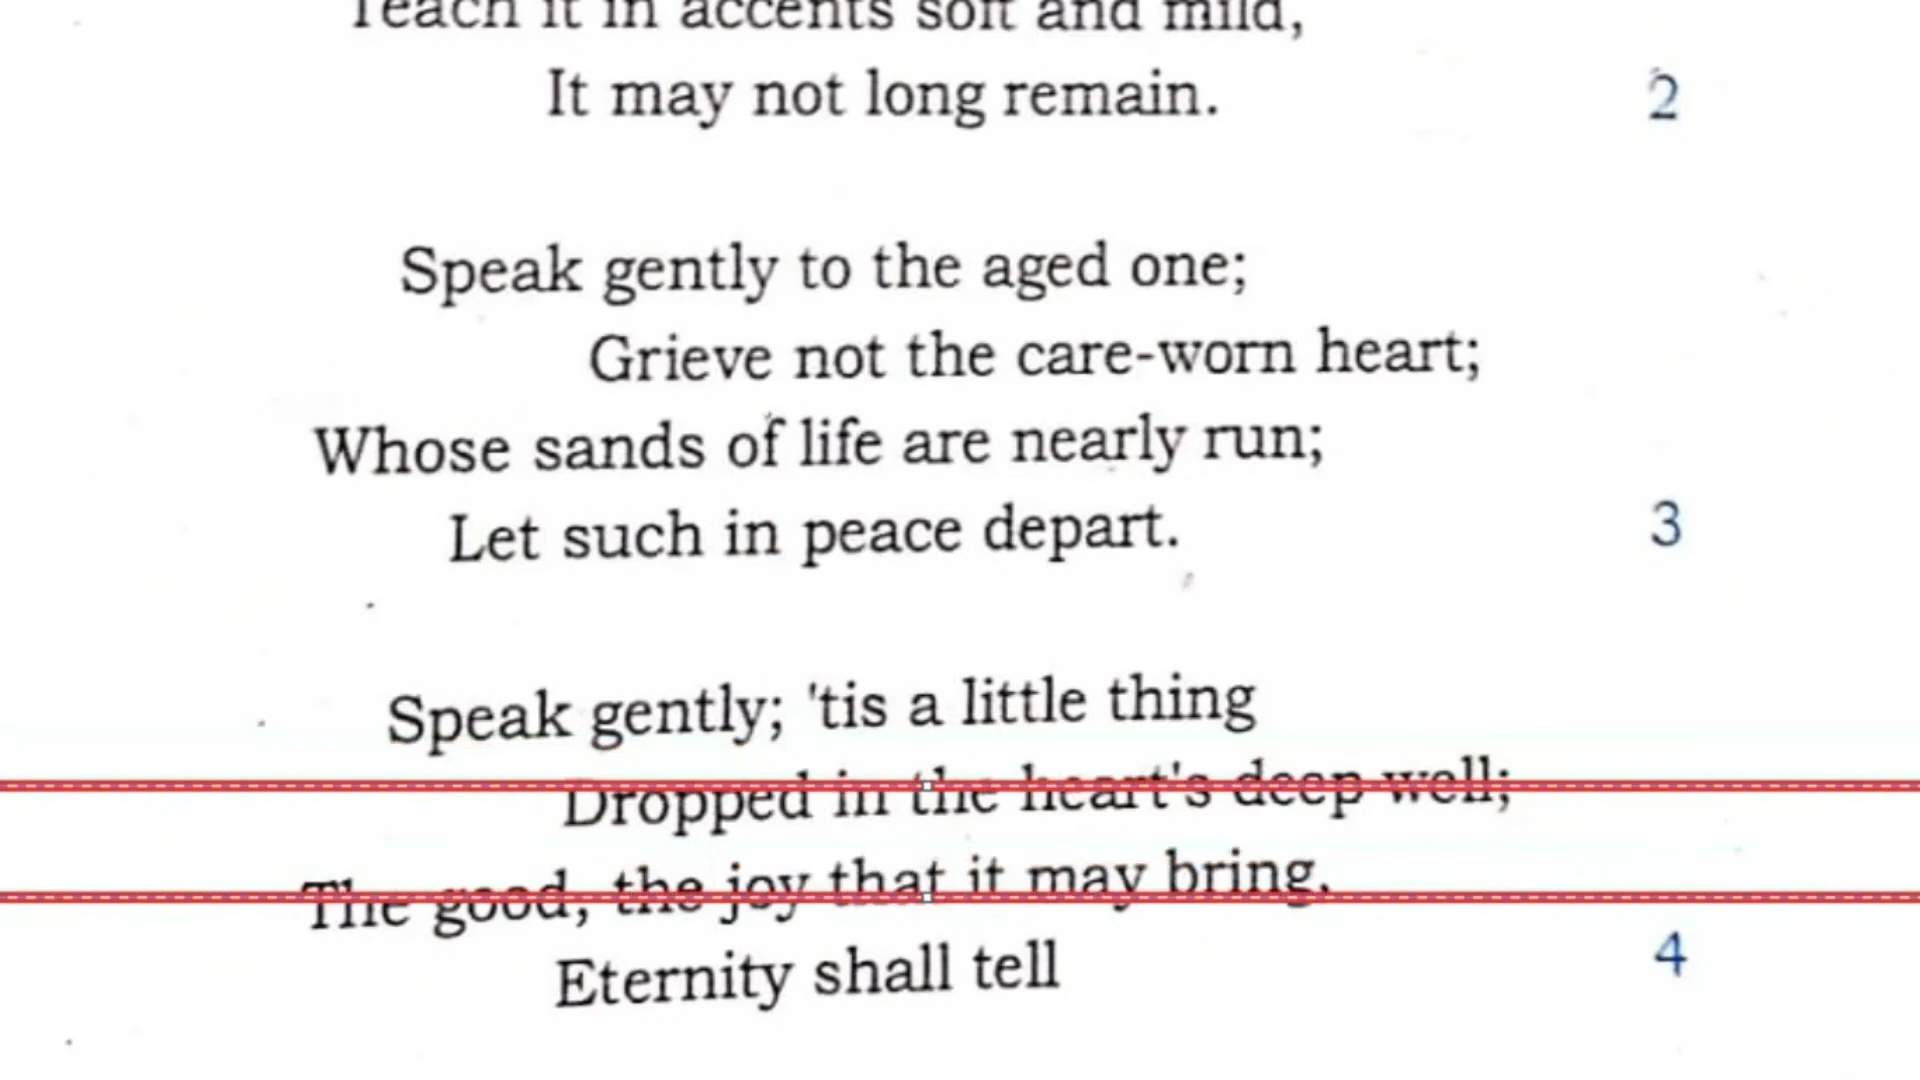 Teach it in accents soft and mild,
It may not long remain. 2
Speak gently to the aged one;
Grieve not the care-worn heart;
Whose sands of life are nearly run;
Let such in peace depart. 3
Speak gently; 'tis a little thing
Dropped in the heart's deep well;
The good, the joy that it may bring,
Eternity shall tell 4